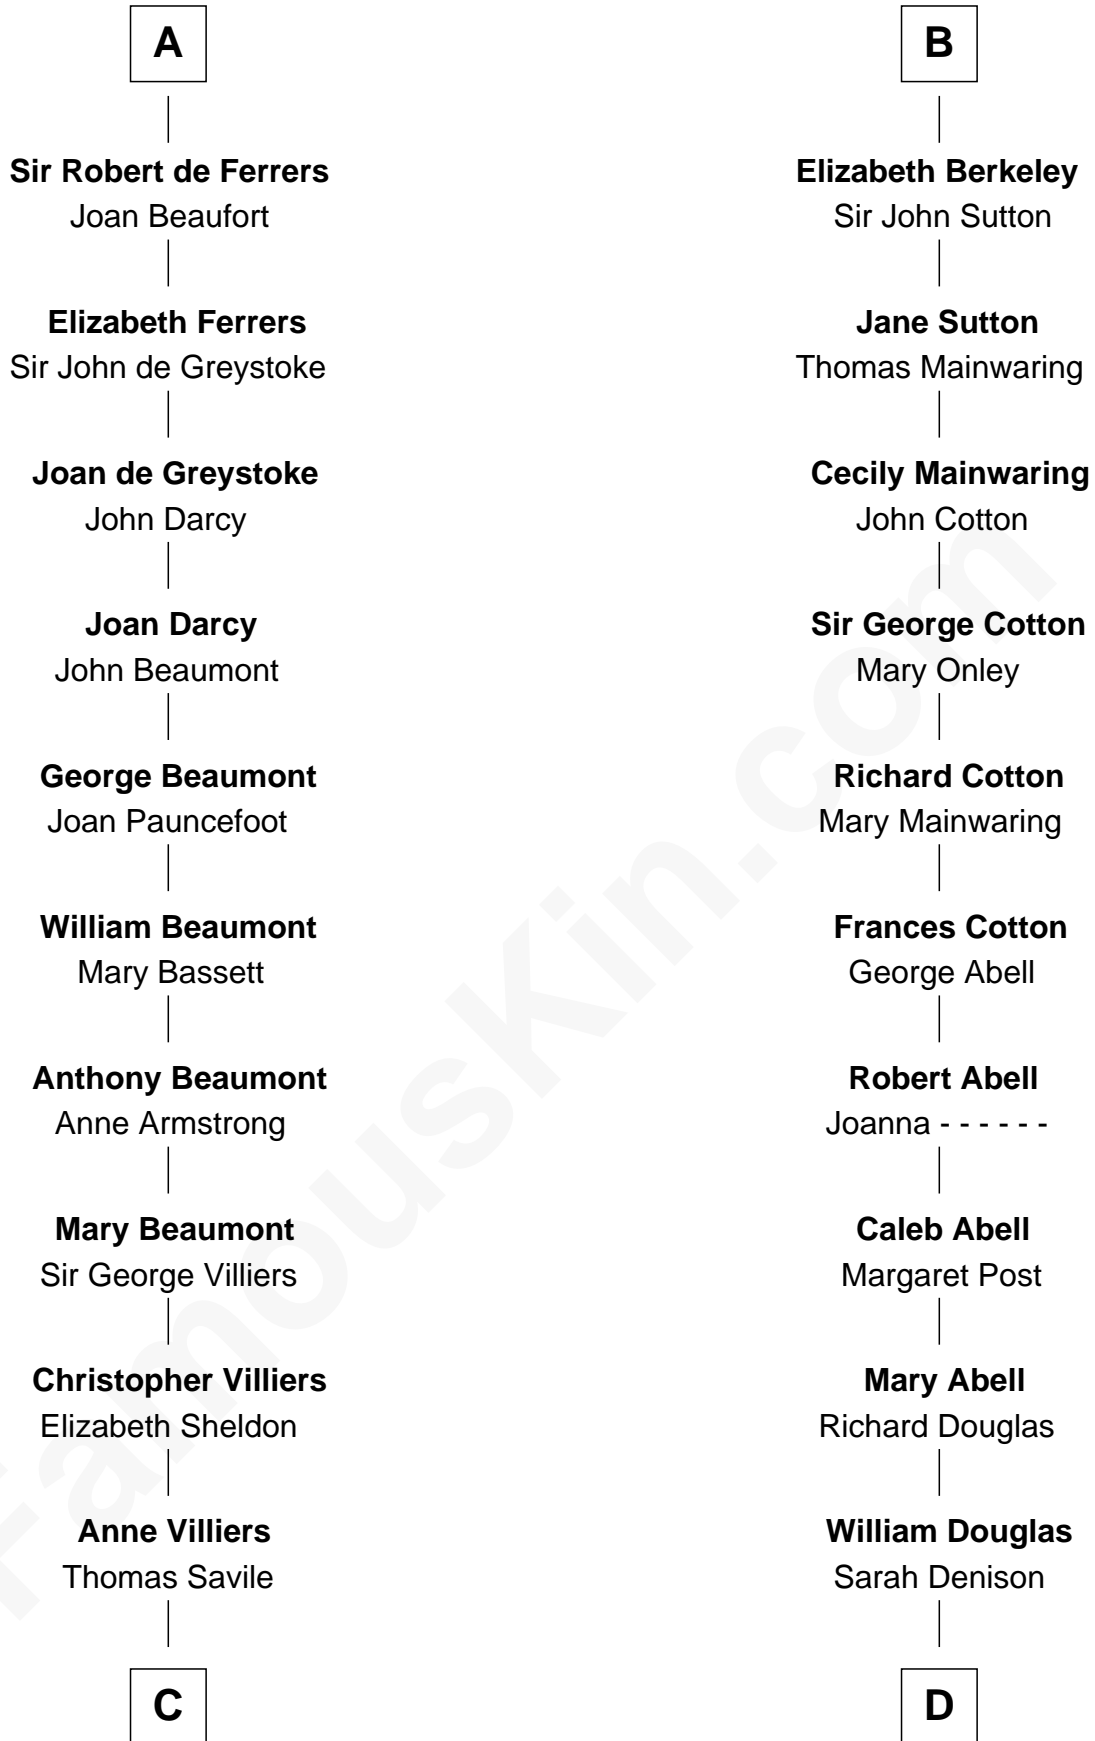 A
Sir Robert de Ferrers
Joan Beaufort
Elizabeth Ferrers
Sir John de Greystoke
Joan de Greystoke
John Darcy
Joan Darcy
John Beaumont
George Beaumont
Joan Pauncefoot
William Beaumont
Mary Bassett
Anthony Beaumont
Anne Armstrong
Mary Beaumont
Sir George Villiers
Christopher Villiers
Elizabeth Sheldon
Anne Villiers
Thomas Savile
C
B
Elizabeth Berkeley
Sir John Sutton
Jane Sutton
Thomas Mainwaring
Cecily Mainwaring
John Cotton
Sir George Cotton
Mary Onley
Richard Cotton
Mary Mainwaring
Frances Cotton
George Abell
Robert Abell
Joanna - - - - - -
Caleb Abell
Margaret Post
Mary Abell
Richard Douglas
William Douglas
Sarah Denison
D
FamousKin.com